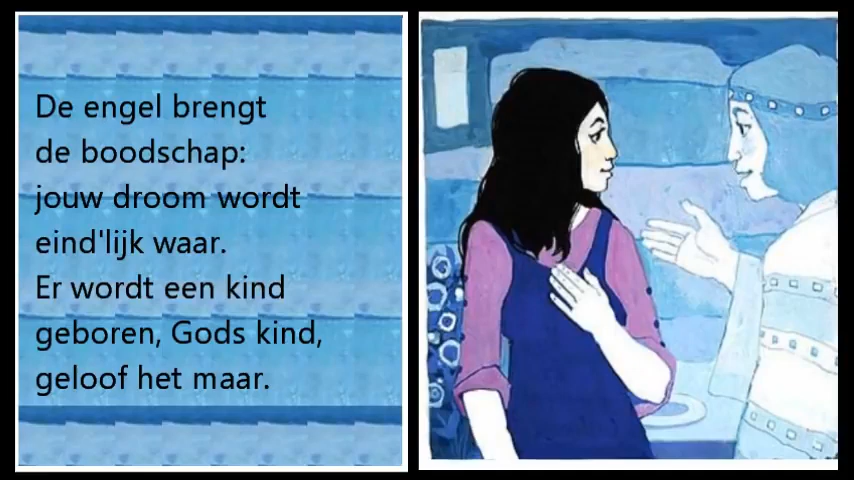 De engel brengt
de boodschap:
jouw droom wordt
eind'lijk waar.
Er wordt een kind
geboren, Gods kind,
geloof het maar.